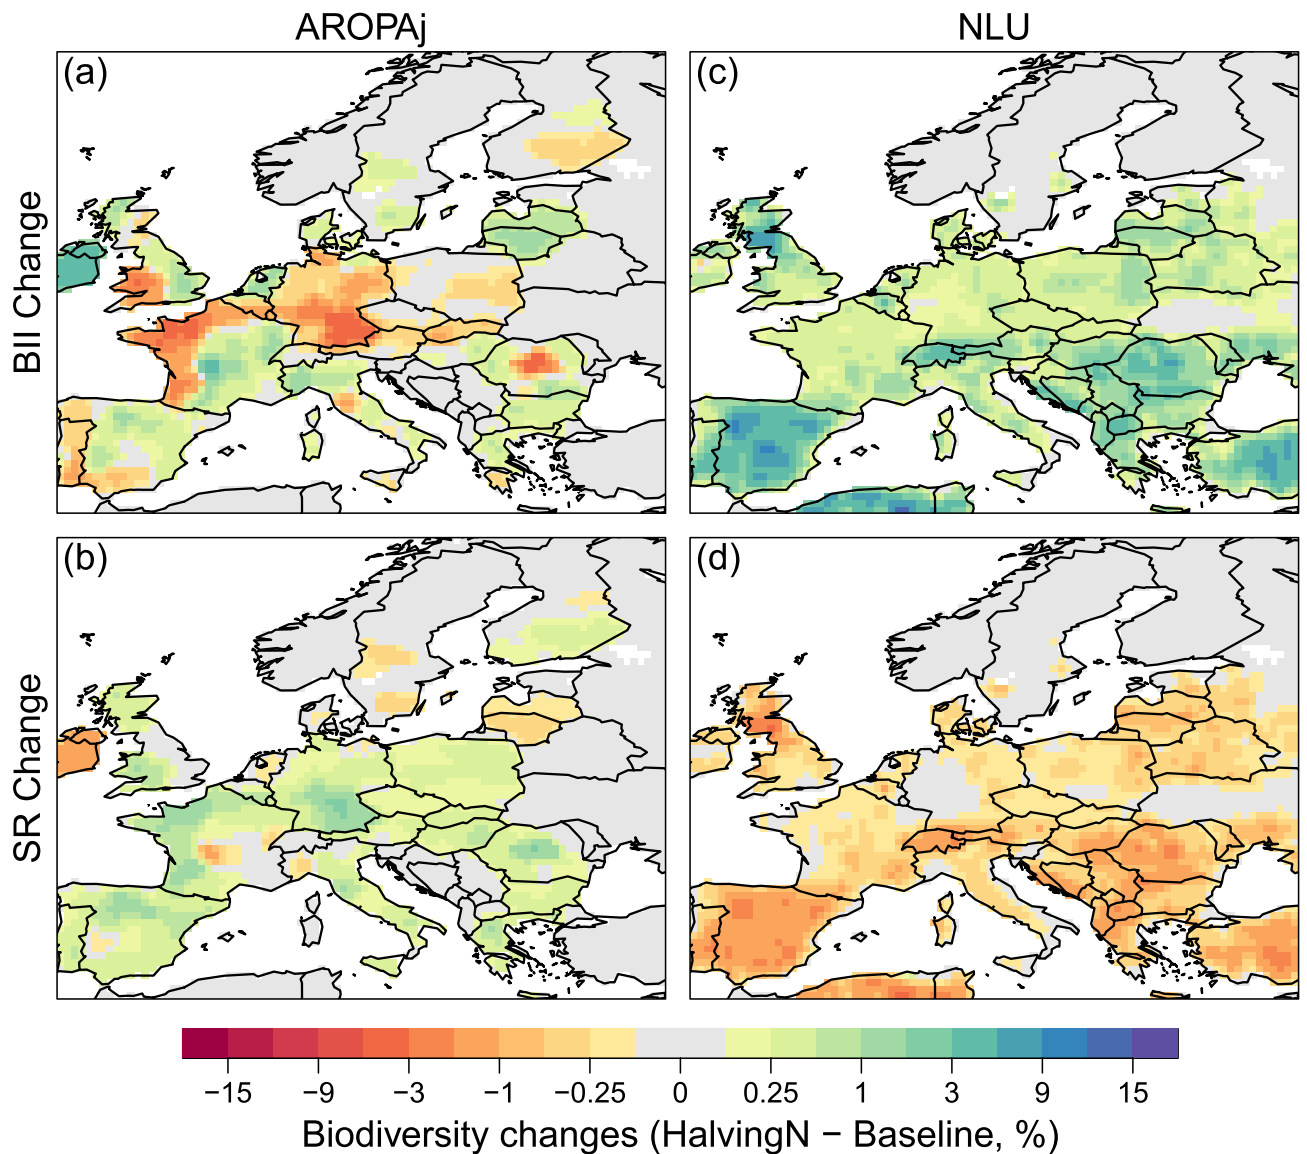 AROPAj
NLU
(a)
(c)
BII Change
(b)
(d)
SR Change
−15 −9 −3 −1 −0.25 0 0.25 1 3 9 15
Biodiversity changes (HalvingN − Baseline, %)